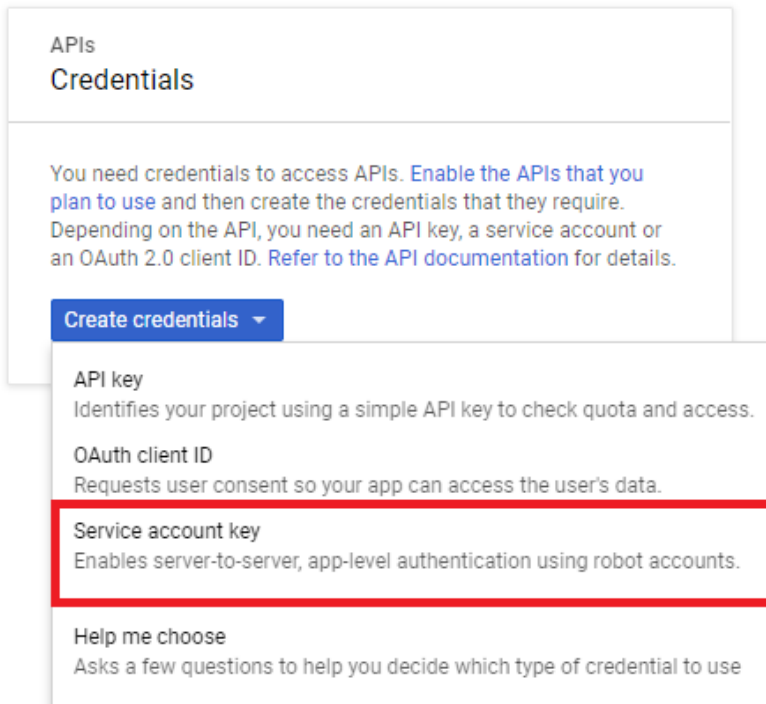 APIs
Credentials
You need credentials to access APIs. Enable the APIs that you
plan to use and then create the credentials that they require.
Depending on the API, you need an API key, a service account or
an OAuth 2.0 client ID. Refer to the API documentation for details.
Create credentials
API key
Identifies your project using a simple API key to check quota and access.
OAuth client ID
Requests user consent so your app can access the user's data.
Service account key
Enables server-to-server, app-level authentication using robot accounts.
Help me choose
Asks a few questions to help you decide which type of credential to use